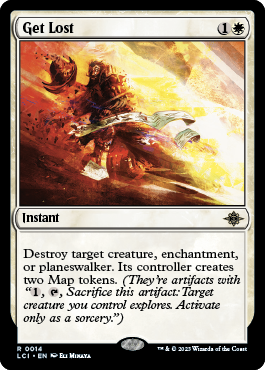 Get Lost 1
Instant
Destroy target creature, enchantment,
or planeswalker. Its controller creates
two Map tokens. (They're artifacts with
“1, , Sacrifice this artifact: Target
creature you control explores. Activate
only as a sorcery.”)
R 0014
LCI • EN Eli Minaya
™ & © 2023 Wizards of the Coast